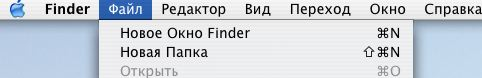 Finder Файл Редактор Вид Переход Окно Справка
Новое Окно Finder ⌘N
Новая Папка ⇧⌘N
Открыть ⌘O